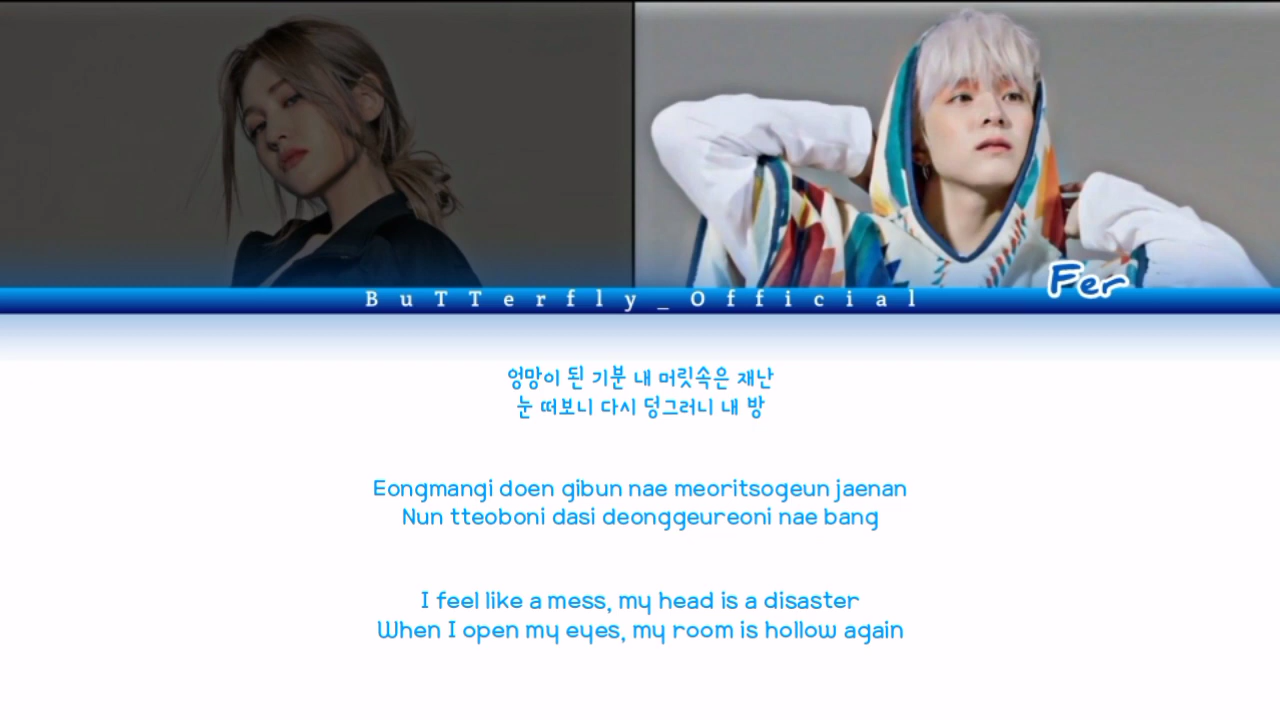 Fer
BuTTerfly_Official
엉망이 된 기분 내 머릿속은 재난
눈 떠보니 다시 덩그러니 내 방
Eongmangi doen gibun nae meoritsogeun jaenan
Nun tteoboni dasi deonggeureoni nae bang
I feel like a mess, my head is a disaster
When I open my eyes, my room is hollow again